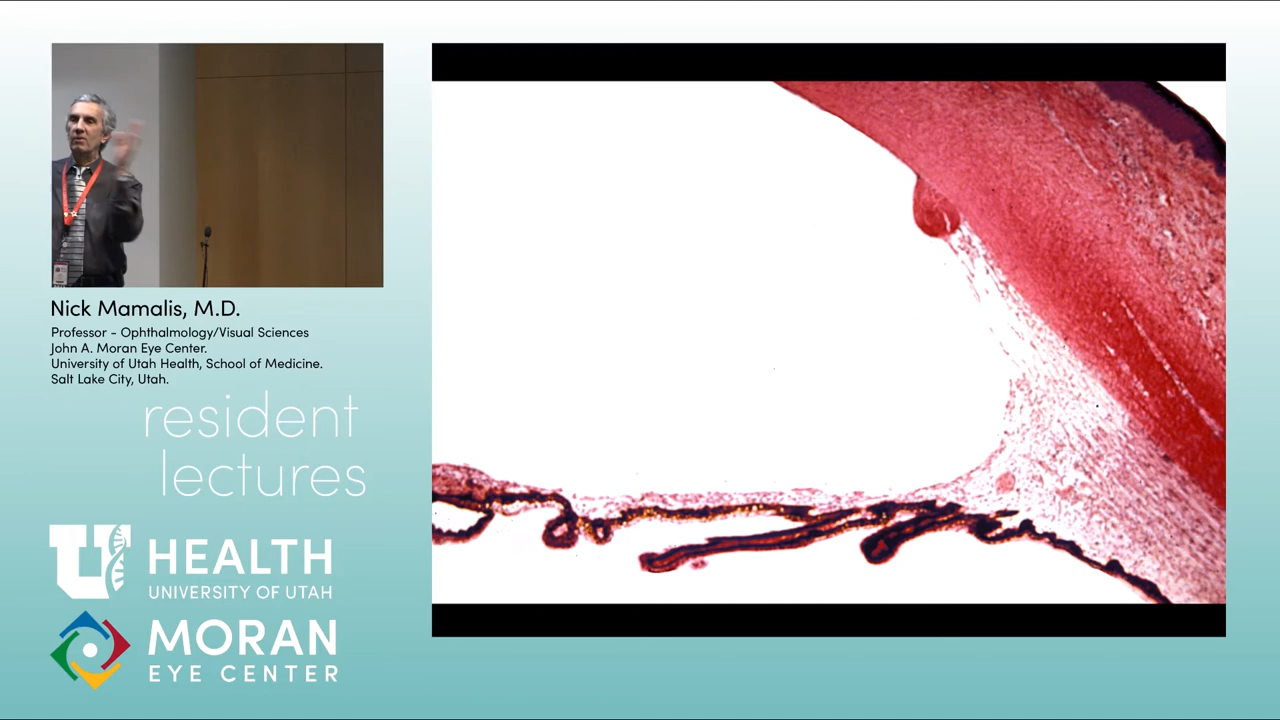 Nick Mamalis, M.D.
Professor - Ophthalmology/Visual Sciences
John A. Moran Eye Center.
University of Utah Health, School of Medicine.
Salt Lake City, Utah.
resident
lectures
U HEALTH
UNIVERSITY OF UTAH
MORAN
EYE CENTER